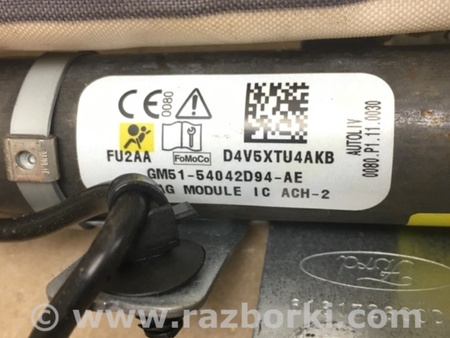 CE 0080
FU2AA
FoMoCo
D4V5XTU4AKB
GM51-54042D94-AE
MODULE IC ACH-2
AUTOLIV
0080.P1.11.0030
Ford
www.razborki.com